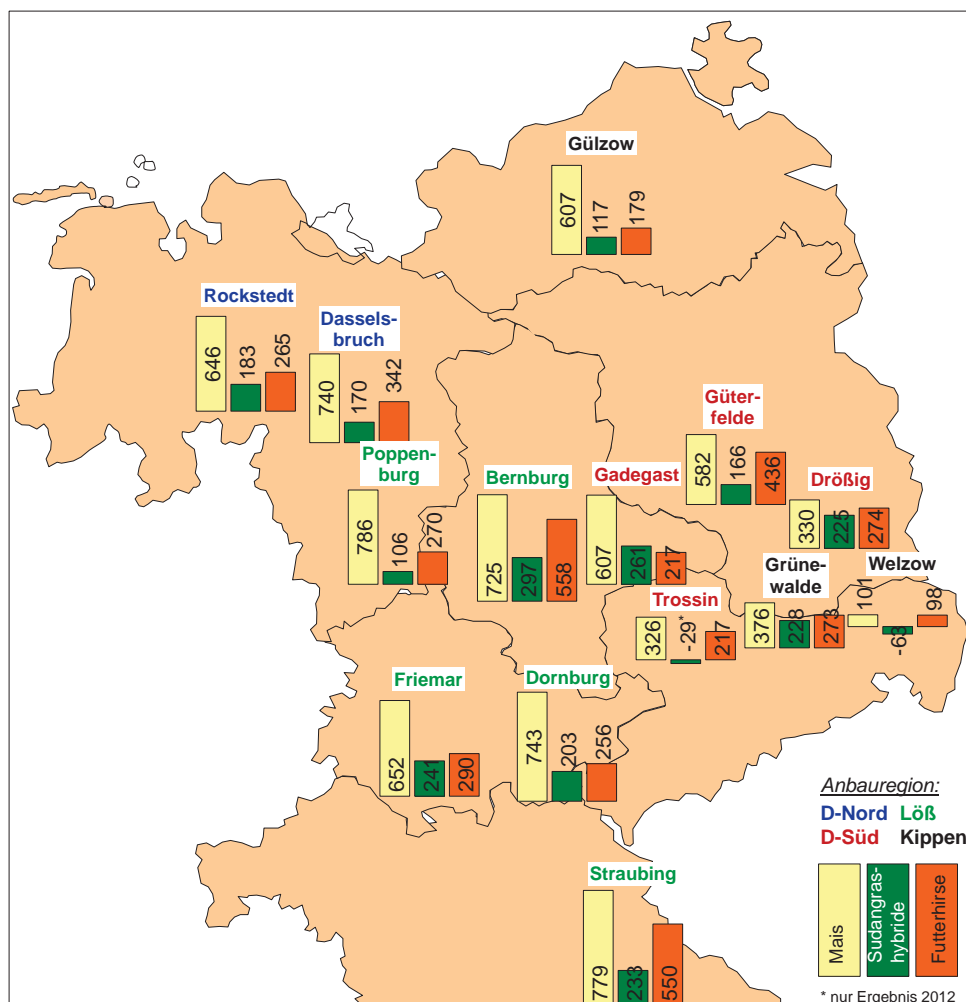 Gülzow
607
117
179
Rockstedt
646
183
265
Dassels-
bruch
740
170
342
Poppen-
burg
786
106
270
Bernburg
725
297
558
Gadegast
607
261
217
Güter-
felde
582
166
436
Drößig
330
225
274
Trossin
326
-29*
217
Grüne-
walde
376
228
273
Welzow
101
-63
98
Friemar
652
241
290
Dornburg
743
203
256
Straubing
779
233
550
Anbauregion:
D-Nord Löß
D-Süd Kippen
Mais
Sudangras-
hybride
Futterhirse
* nur Ergebnis 2012